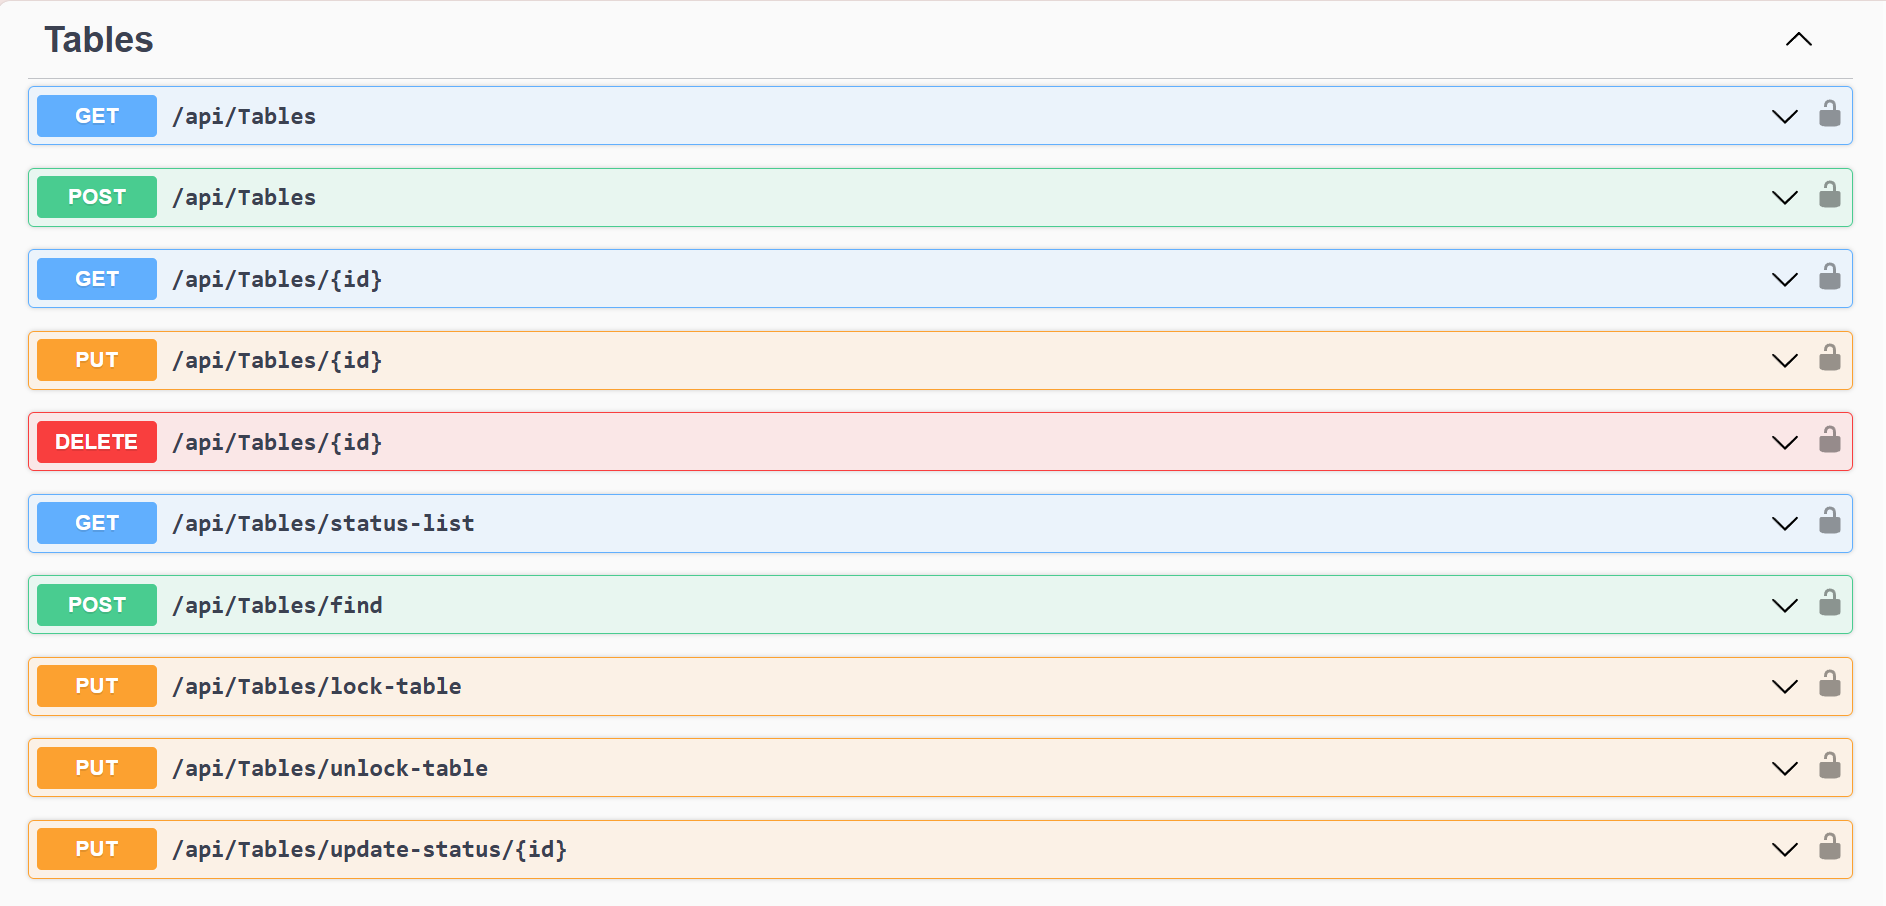 Tables
GET /api/Tables
POST /api/Tables
GET /api/Tables/{id}
PUT /api/Tables/{id}
DELETE /api/Tables/{id}
GET /api/Tables/status-list
POST /api/Tables/find
PUT /api/Tables/lock-table
PUT /api/Tables/unlock-table
PUT /api/Tables/update-status/{id}